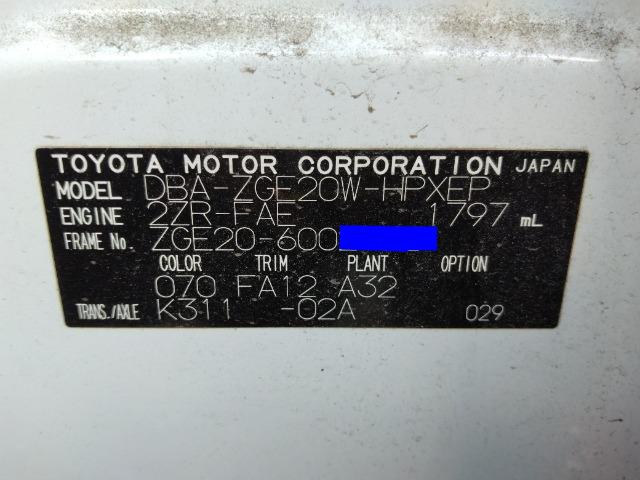 TOYOTA MOTOR CORPORATION JAPAN
MODEL DBA-ZGE20W-HPXEP
ENGINE 2ZR-FAE 1797 mL
FRAME No. ZGE20-600
COLOR TRIM PLANT OPTION
070 FA12 A32
TRANS./AXLE K311 -02A 029